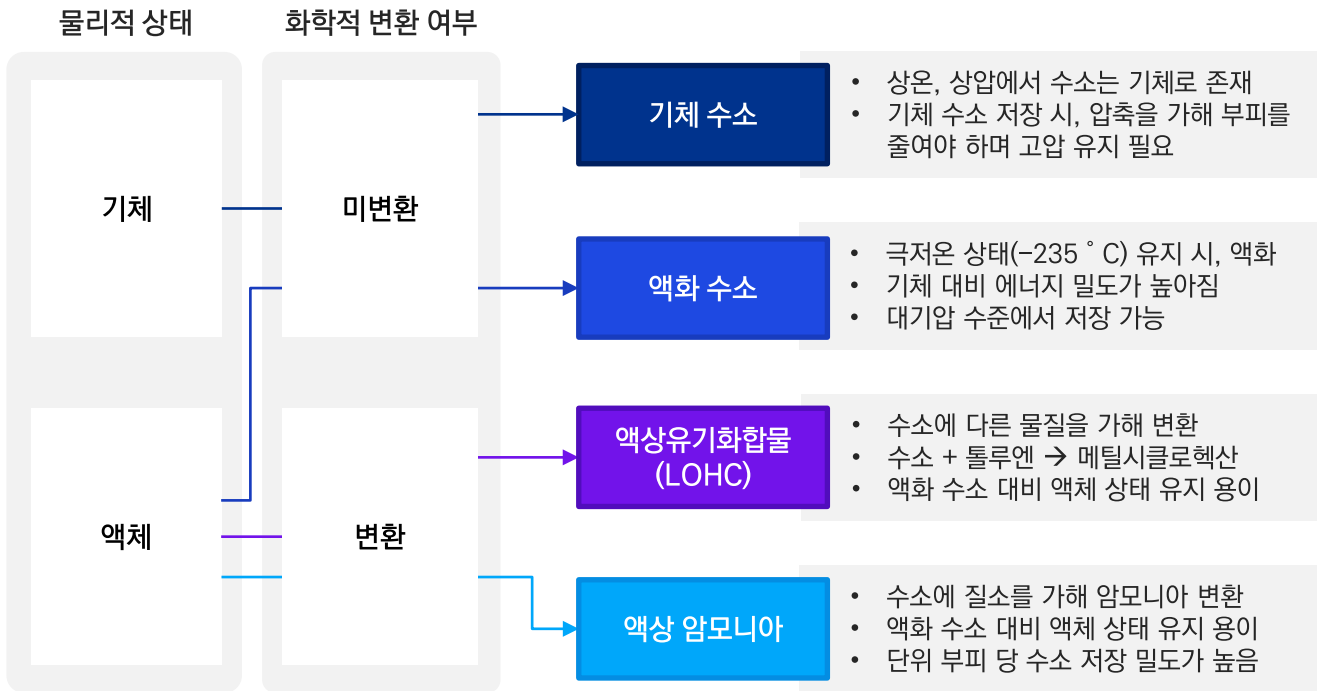 물리적 상태
화학적 변환 여부
기체
액체
미변환
변환
기체 수소
• 상온, 상압에서 수소는 기체로 존재
• 기체 수소 저장 시, 압축을 가해 부피를
줄여야 하며 고압 유지 필요
액화 수소
• 극저온 상태(−235 ˚ C) 유지 시, 액화
• 기체 대비 에너지 밀도가 높아짐
• 대기압 수준에서 저장 가능
액상유기화합물
(LOHC)
• 수소에 다른 물질을 가해 변환
• 수소 + 톨루엔 → 메틸시클로헥산
• 액화 수소 대비 액체 상태 유지 용이
액상 암모니아
• 수소에 질소를 가해 암모니아 변환
• 액화 수소 대비 액체 상태 유지 용이
• 단위 부피 당 수소 저장 밀도가 높음